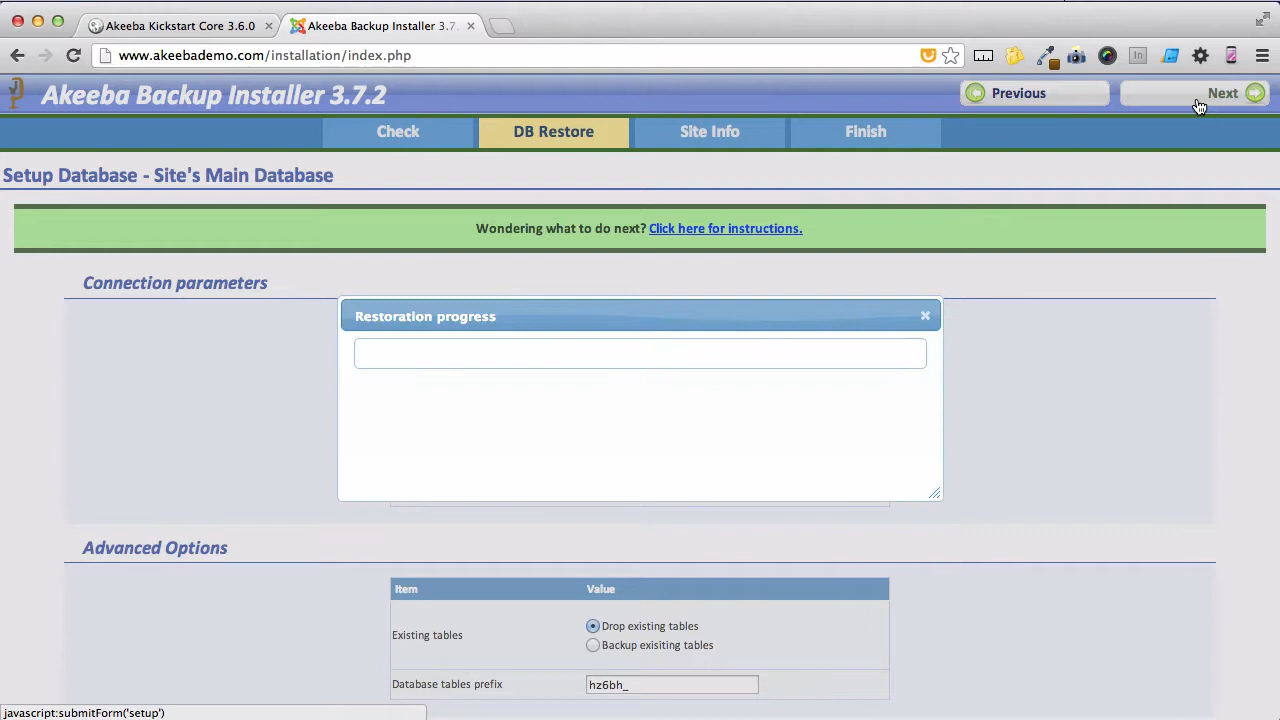 Akeeba Kickstart Core 3.6.0
Akeeba Backup Installer 3.7.
www.akeebademo.com/installation/index.php
Akeeba Backup Installer 3.7.2
Previous
Next
Check
DB Restore
Site Info
Finish
Setup Database - Site's Main Database
Wondering what to do next? Click here for instructions.
Connection parameters
Restoration progress
Advanced Options
Item
Value
Existing tables
Drop existing tables
Backup exisiting tables
Database tables prefix
hz6bh_
javascript:submitForm('setup')